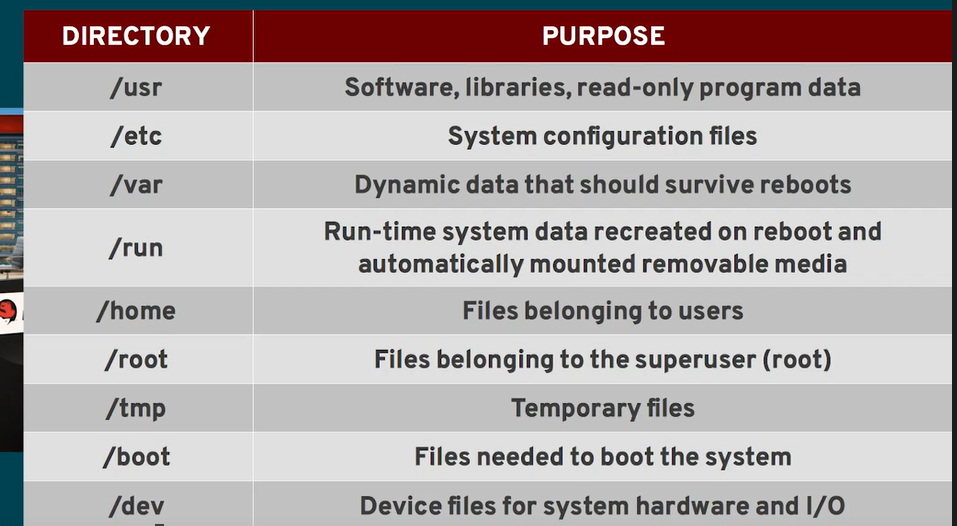 DIRECTORY PURPOSE
/usr Software, libraries, read-only program data
/etc System configuration files
/var Dynamic data that should survive reboots
/run Run-time system data recreated on reboot and
automatically mounted removable media
/home Files belonging to users
/root Files belonging to the superuser (root)
/tmp Temporary files
/boot Files needed to boot the system
/dev Device files for system hardware and I/O